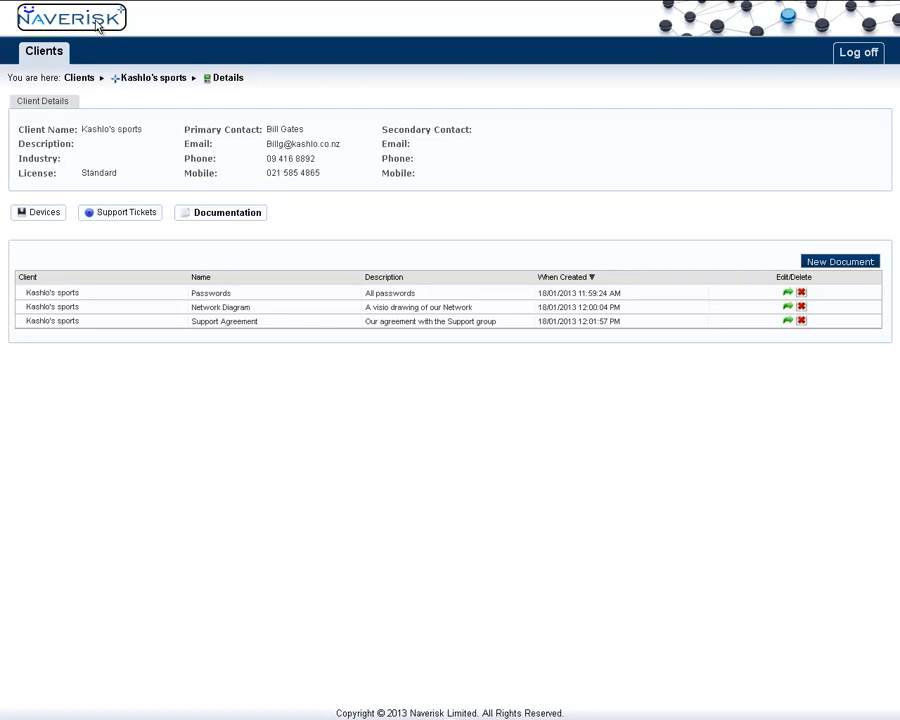 NAVERISK
Clients
Log off
You are here: Clients ▸ Kashlo's sports ▸ Details
Client Details
Client Name: Kashlo's sports Primary Contact: Bill Gates Secondary Contact:
Description: Email: Billg@kashlo.co.nz Email:
Industry: Phone: 09 416 8892 Phone:
License: Standard Mobile: 021 585 4865 Mobile:
Devices Support Tickets Documentation
New Document
Client Name Description When Created ▼ Edit/Delete
Kashlo's sports Passwords All passwords 18/01/2013 11:59:24 AM
Kashlo's sports Network Diagram A visio drawing of our Network 18/01/2013 12:00:04 PM
Kashlo's sports Support Agreement Our agreement with the Support group 18/01/2013 12:01:57 PM
Copyright © 2013 Naverisk Limited. All Rights Reserved.